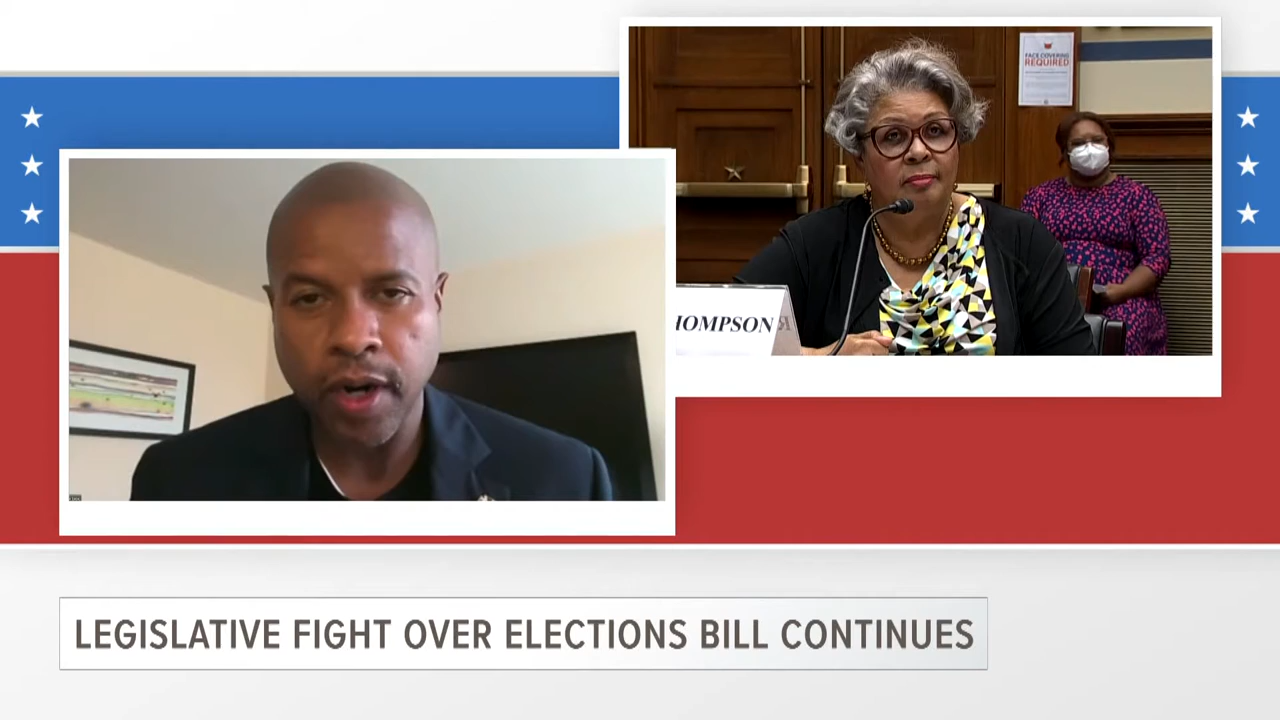 FACE COVERING
REQUIRED
HOMPSON
LEGISLATIVE FIGHT OVER ELECTIONS BILL CONTINUES